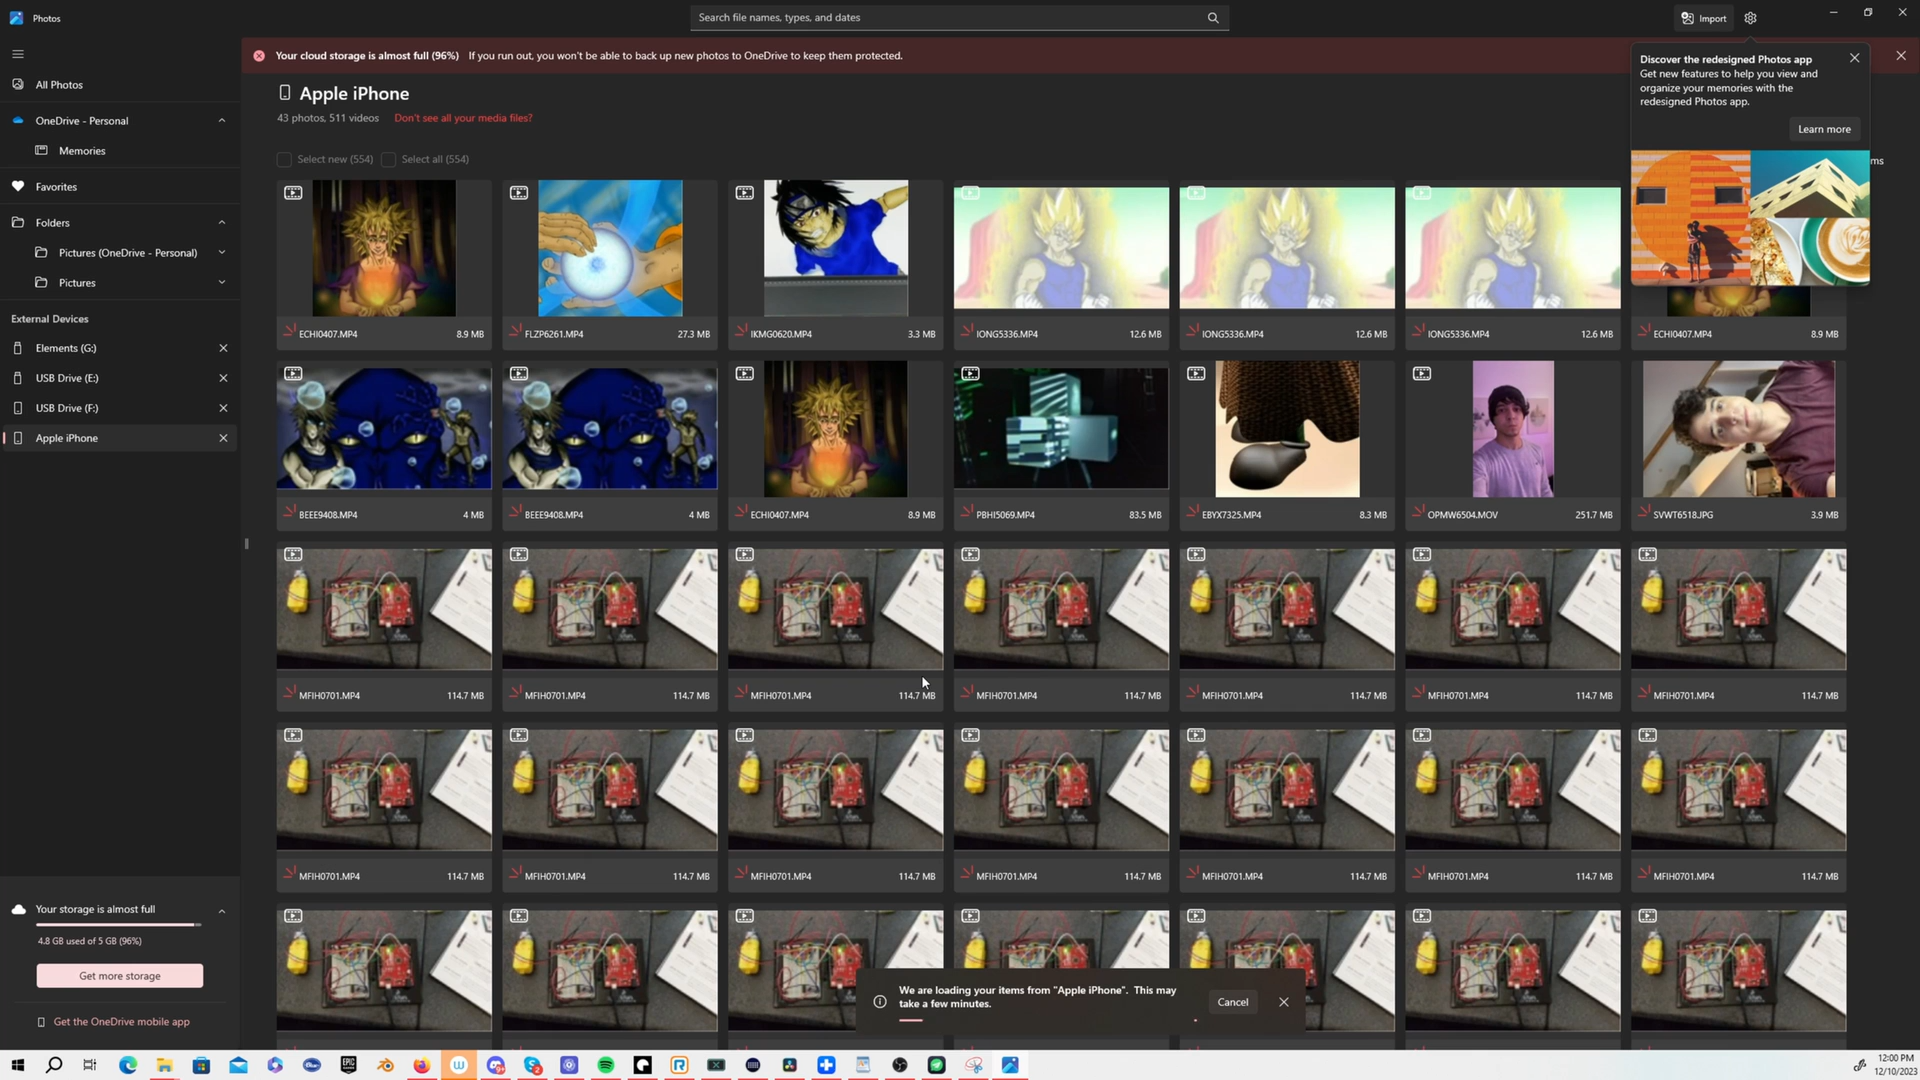 Photos
Search file names, types, and dates
Import
Your cloud storage is almost full (96%) If you run out, you won't be able to back up new photos to OneDrive to keep them protected.
Discover the redesigned Photos app
Get new features to help you view and
organize your memories with the
redesigned Photos app.
Learn more
All Photos
OneDrive - Personal
Memories
Favorites
Folders
Pictures (OneDrive - Personal)
Pictures
External Devices
Elements (G:)
USB Drive (E:)
USB Drive (F:)
Apple iPhone
Your storage is almost full
4.8 GB used of 5 GB (96%)
Get more storage
Get the OneDrive mobile app
Apple iPhone
43 photos, 511 videos Don't see all your media files?
Select new (554) Select all (554)
ms
ECHI0407.MP4 8.9 MB FLZP6261.MP4 27.3 MB IKMG0620.MP4 3.3 MB IONG5336.MP4 12.6 MB IONG5336.MP4 12.6 MB IONG5336.MP4 12.6 MB ECHI0407.MP4 8.9 MB
BEEE9408.MP4 4 MB BEEE9408.MP4 4 MB ECHI0407.MP4 8.9 MB PBHI5069.MP4 83.5 MB EBYX7325.MP4 8.3 MB OPMW6504.MOV 251.7 MB SVWT6518.JPG 3.9 MB
MFIH0701.MP4 114.7 MB MFIH0701.MP4 114.7 MB MFIH0701.MP4 114.7 MB MFIH0701.MP4 114.7 MB MFIH0701.MP4 114.7 MB MFIH0701.MP4 114.7 MB MFIH0701.MP4 114.7 MB
MFIH0701.MP4 114.7 MB MFIH0701.MP4 114.7 MB MFIH0701.MP4 114.7 MB MFIH0701.MP4 114.7 MB MFIH0701.MP4 114.7 MB MFIH0701.MP4 114.7 MB MFIH0701.MP4 114.7 MB
We are loading your items from "Apple iPhone". This may
take a few minutes.
Cancel
12:00 PM
12/10/2023